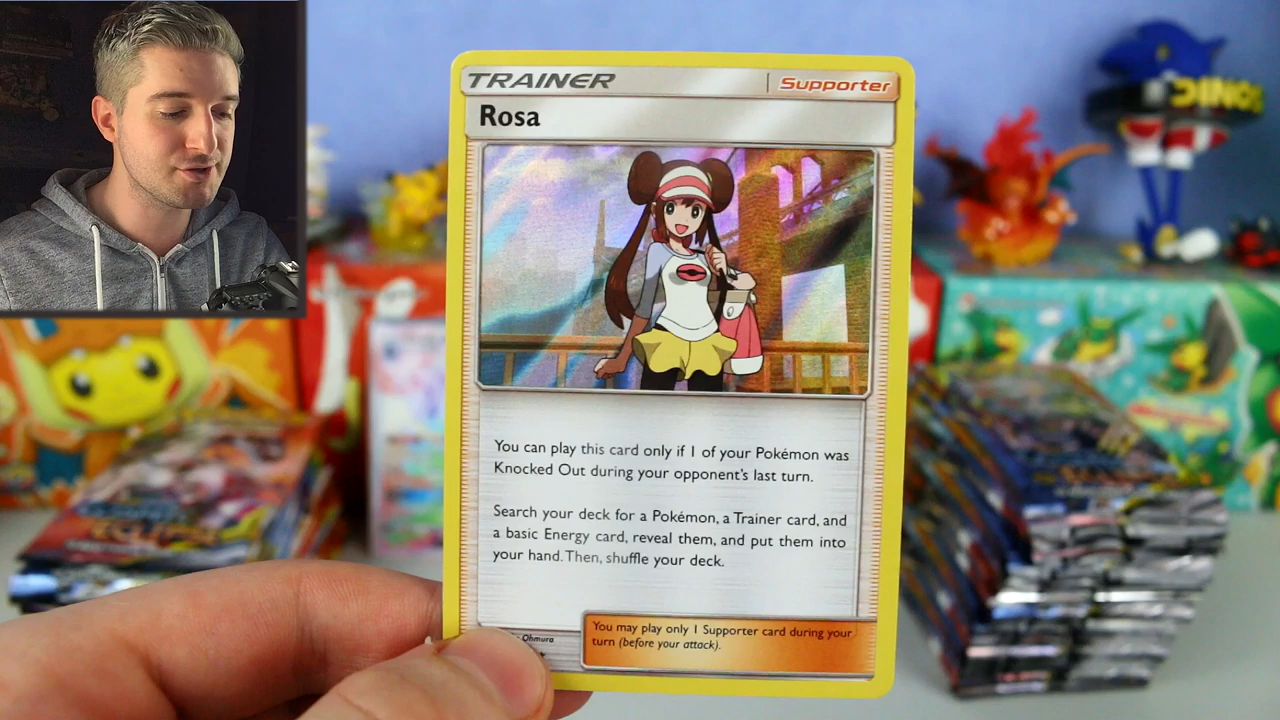 TRAINER
Supporter
Rosa
You can play this card only if 1 of your Pokémon was
Knocked Out during your opponent's last turn.
Search your deck for a Pokémon, a Trainer card, and
a basic Energy card, reveal them, and put them into
your hand. Then, shuffle your deck.
Ohmura
You may play only 1 Supporter card during your
turn (before your attack).
DINO
ECLIPSE